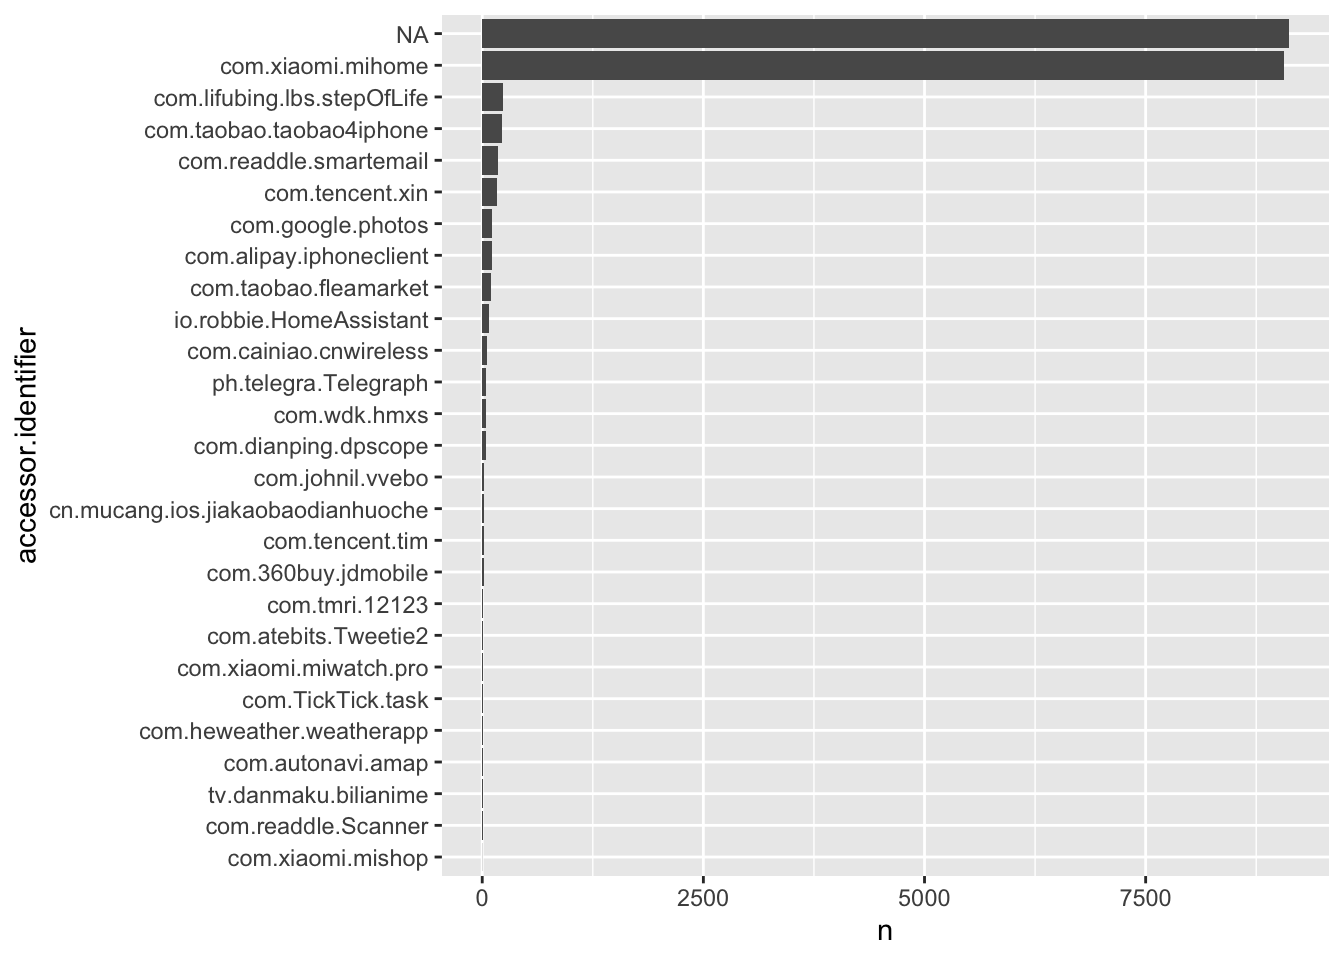 NA
com.xiaomi.mihome
com.lifubing.lbs.stepOfLife
com.taobao.taobao4iphone
com.readdle.smartemail
com.tencent.xin
com.google.photos
com.alipay.iphoneclient
com.taobao.fleamarket
io.robbie.HomeAssistant
com.cainiao.cnwireless
ph.telegra.Telegraph
com.wdk.hmxs
com.dianping.dpscope
com.johnil.vvebo
cn.mucang.ios.jiakaobaodianhuoche
com.tencent.tim
com.360buy.jdmobile
com.tmri.12123
com.atebits.Tweetie2
com.xiaomi.miwatch.pro
com.TickTick.task
com.heweather.weatherapp
com.autonavi.amap
tv.danmaku.bilianime
com.readdle.Scanner
com.xiaomi.mishop
accessor.identifier
0 2500 5000 7500
n